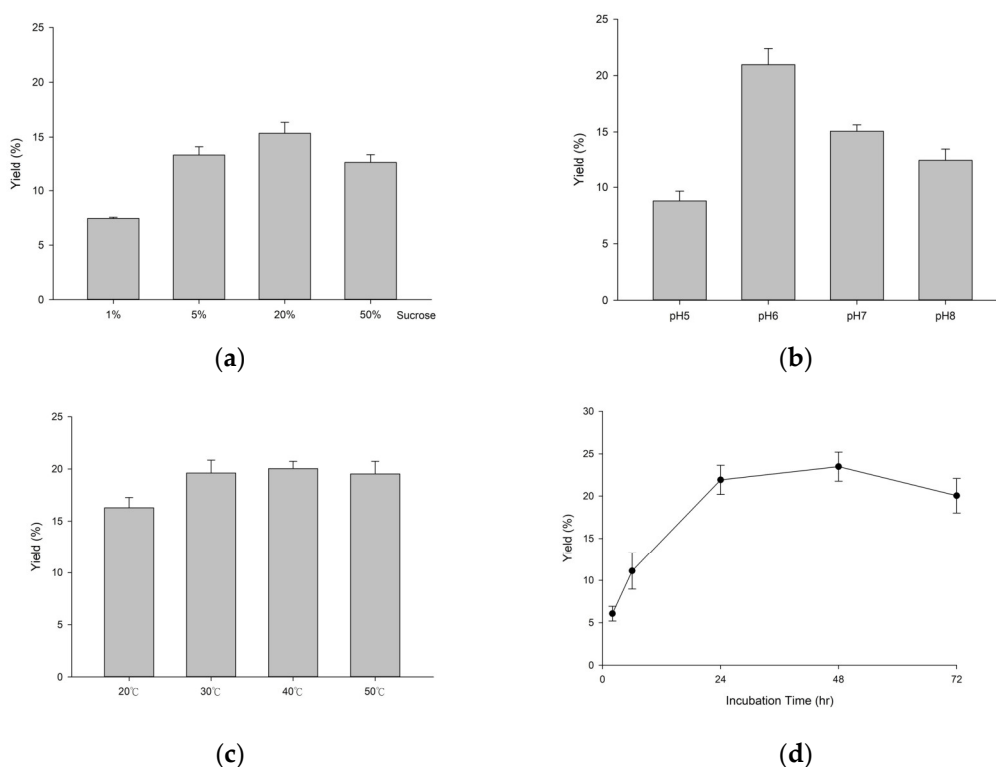 25
20
15
10
5
0
Yield (%)
1% 5% 20% 50% Sucrose
(a)
25
20
15
10
5
0
Yield (%)
pH5 pH6 pH7 pH8
(b)
25
20
15
10
5
0
Yield (%)
20℃ 30℃ 40℃ 50℃
(c)
30
25
20
15
10
5
0
Yield (%)
0 24 48 72
Incubation Time (hr)
(d)